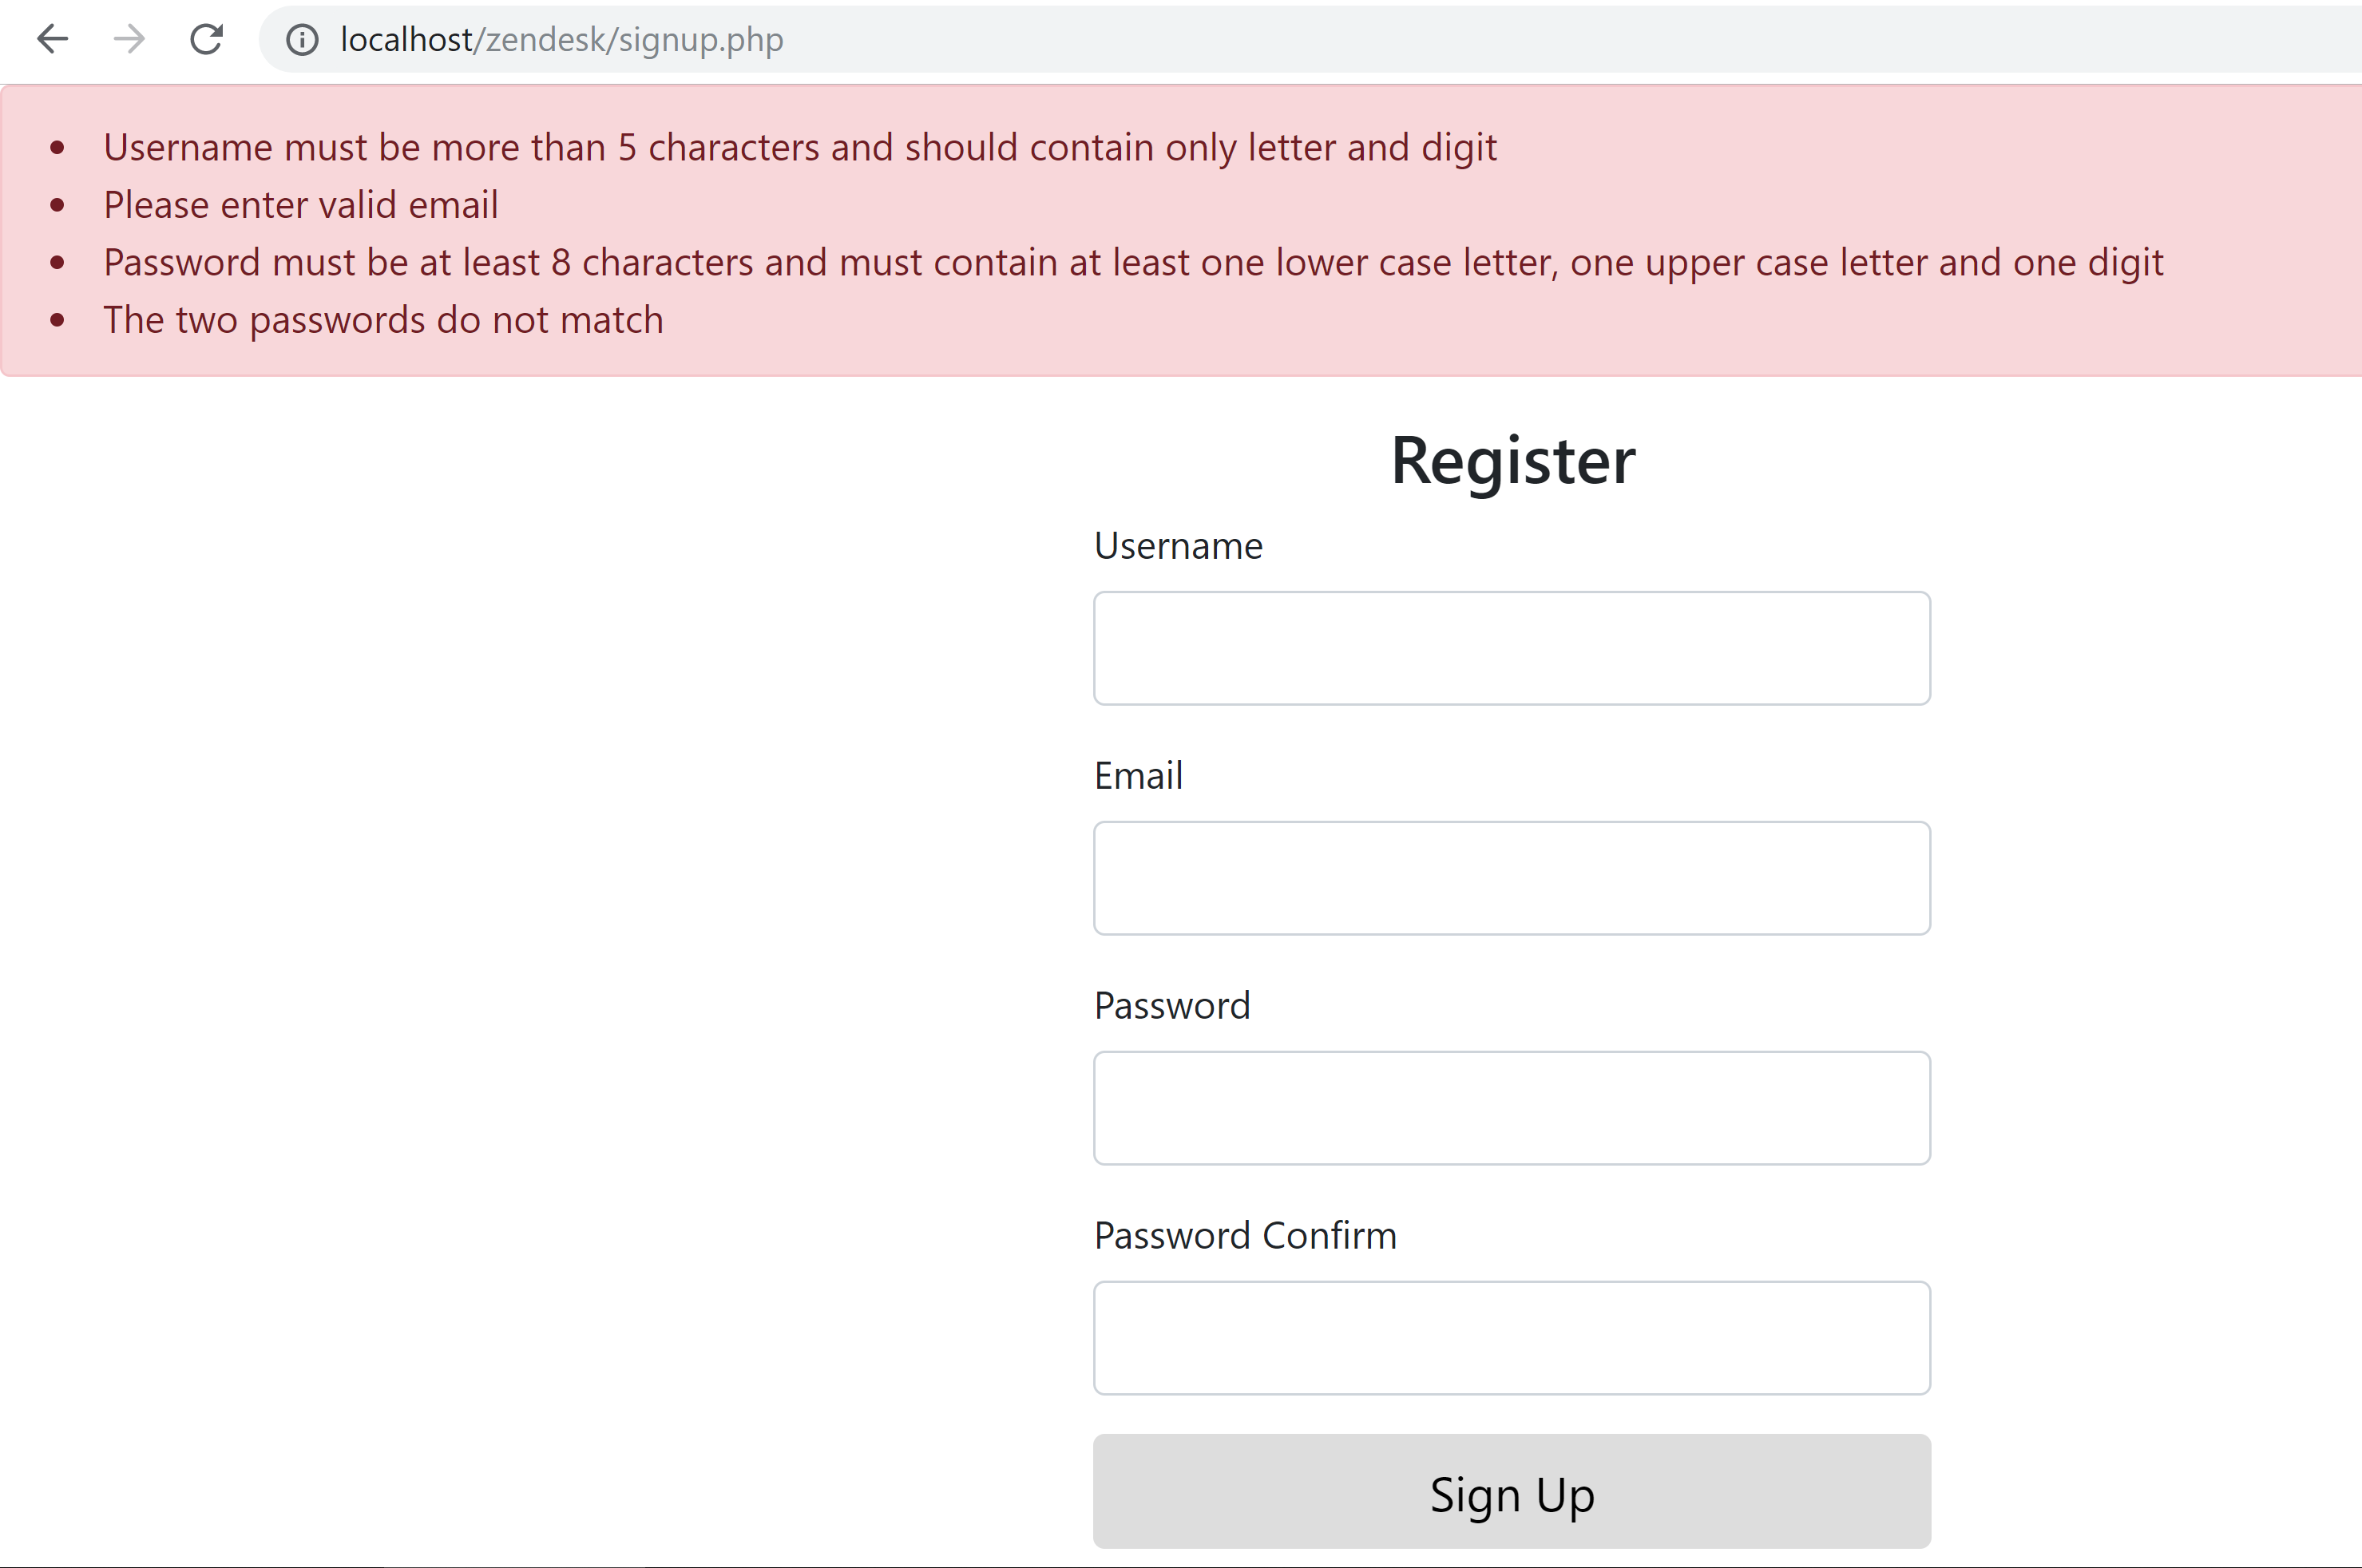 localhost/zendesk/signup.php
Username must be more than 5 characters and should contain only letter and digit
Please enter valid email
Password must be at least 8 characters and must contain at least one lower case letter, one upper case letter and one digit
The two passwords do not match
Register
Username
Email
Password
Password Confirm
Sign Up